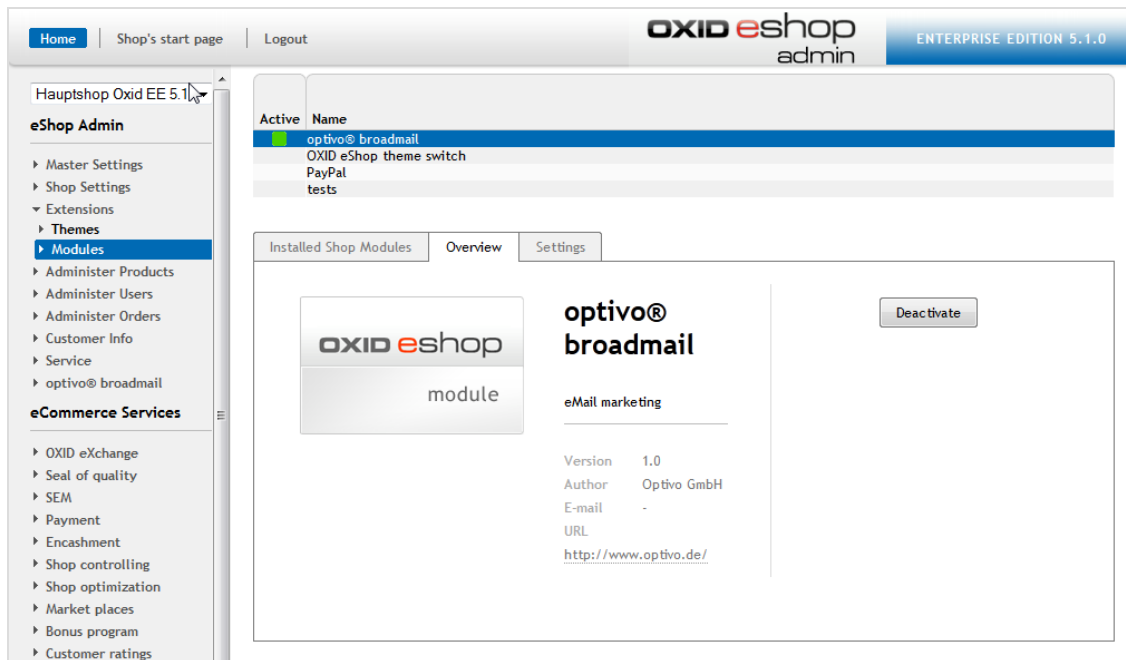 Home
Shop's start page
Logout
OXID eshop
admin
ENTERPRISE EDITION 5.1.0
Hauptshop Oxid EE 5.1
eShop Admin
Master Settings
Shop Settings
Extensions
Themes
Modules
Administer Products
Administer Users
Administer Orders
Customer Info
Service
optivo® broadmail
eCommerce Services
OXID eXchange
Seal of quality
SEM
Payment
Encashment
Shop controlling
Shop optimization
Market places
Bonus program
Customer ratings
Active Name
optivo® broadmail
OXID eShop theme switch
PayPal
tests
Installed Shop Modules
Overview
Settings
OXID eshop
module
optivo®
broadmail
eMail marketing
Version 1.0
Author Optivo GmbH
E-mail -
URL
http://www.optivo.de/
Deactivate